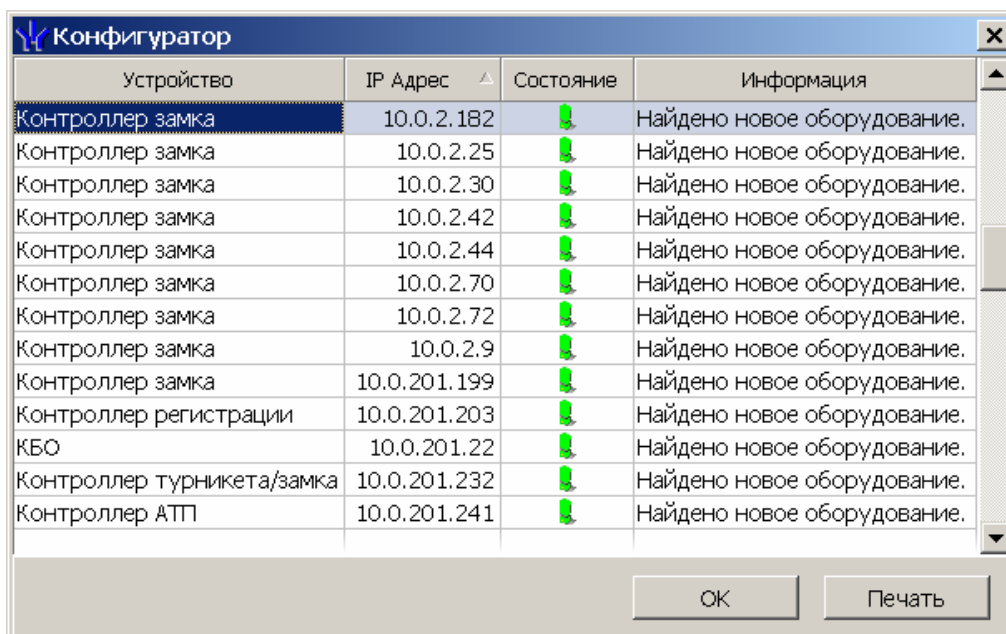 Конфигуратор
Устройство IP Адрес Состояние Информация
Контроллер замка 10.0.2.182 Найдено новое оборудование.
Контроллер замка 10.0.2.25 Найдено новое оборудование.
Контроллер замка 10.0.2.30 Найдено новое оборудование.
Контроллер замка 10.0.2.42 Найдено новое оборудование.
Контроллер замка 10.0.2.44 Найдено новое оборудование.
Контроллер замка 10.0.2.70 Найдено новое оборудование.
Контроллер замка 10.0.2.72 Найдено новое оборудование.
Контроллер замка 10.0.2.9 Найдено новое оборудование.
Контроллер замка 10.0.201.199 Найдено новое оборудование.
Контроллер регистрации 10.0.201.203 Найдено новое оборудование.
КБО 10.0.201.22 Найдено новое оборудование.
Контроллер турникета/замка 10.0.201.232 Найдено новое оборудование.
Контроллер АТП 10.0.201.241 Найдено новое оборудование.
OK Печать